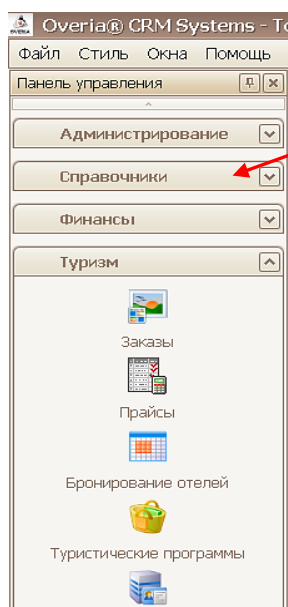 Overia® CRM Systems - To
Файл Стиль Окна Помощь
Панель управления
Администрирование
Справочники
Финансы
Туризм
Заказы
Прайсы
Бронирование отелей
Туристические программы